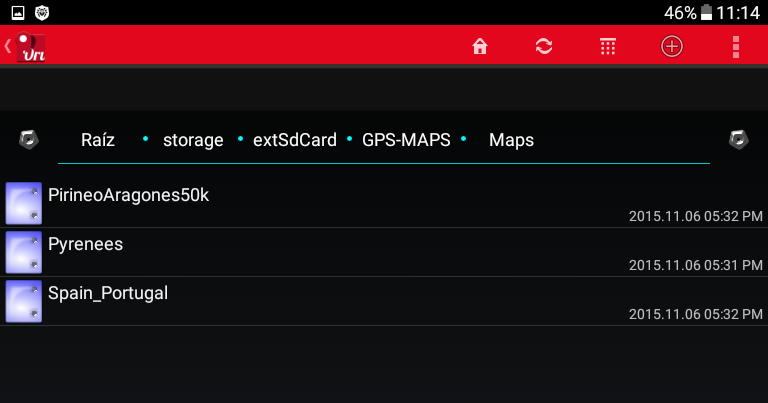 46% 11:14
'Uri
Raíz • storage • extSdCard • GPS-MAPS • Maps
PirineoAragones50k
2015.11.06 05:32 PM
Pyrenees
2015.11.06 05:31 PM
Spain_Portugal
2015.11.06 05:32 PM